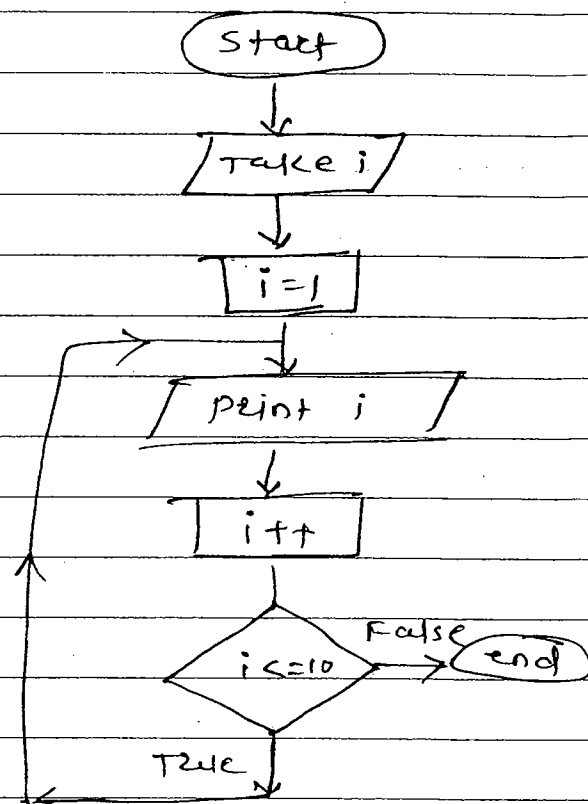 Start
Take i
i=1
Print i
i++
i<=10
False
end
True